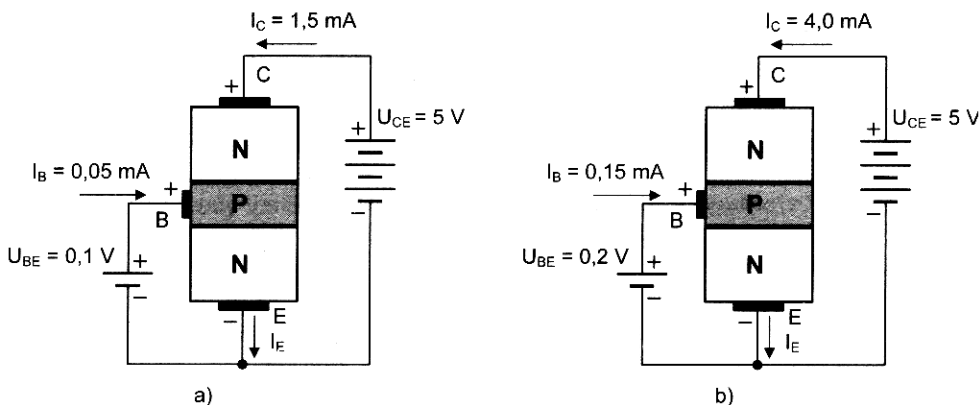 I_C = 1,5 mA
C
+
U_CE = 5 V
+
N
I_B = 0,05 mA
+
P
−
B
U_BE = 0,1 V
+
N
−
−
E
I_E
a)
I_C = 4,0 mA
C
+
U_CE = 5 V
+
N
I_B = 0,15 mA
+
P
−
B
U_BE = 0,2 V
+
N
−
−
E
I_E
b)